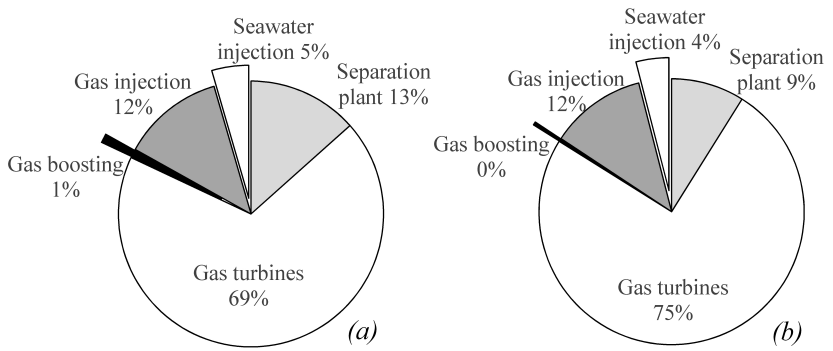 Seawater
injection 5%
Separation
plant 13%
Gas injection
12%
Gas boosting
1%
Gas turbines
69%
(a)
Seawater
injection 4%
Separation
plant 9%
Gas injection
12%
Gas boosting
0%
Gas turbines
75%
(b)